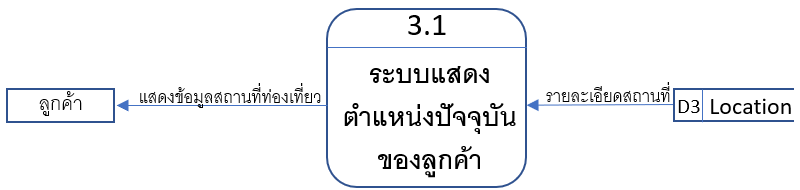 3.1
ระบบแสดง
ตำแหน่งปัจจุบัน
ของลูกค้า
ลูกค้า
แสดงข้อมูลสถานที่ท่องเที่ยว
รายละเอียดสถานที่
D3 Location